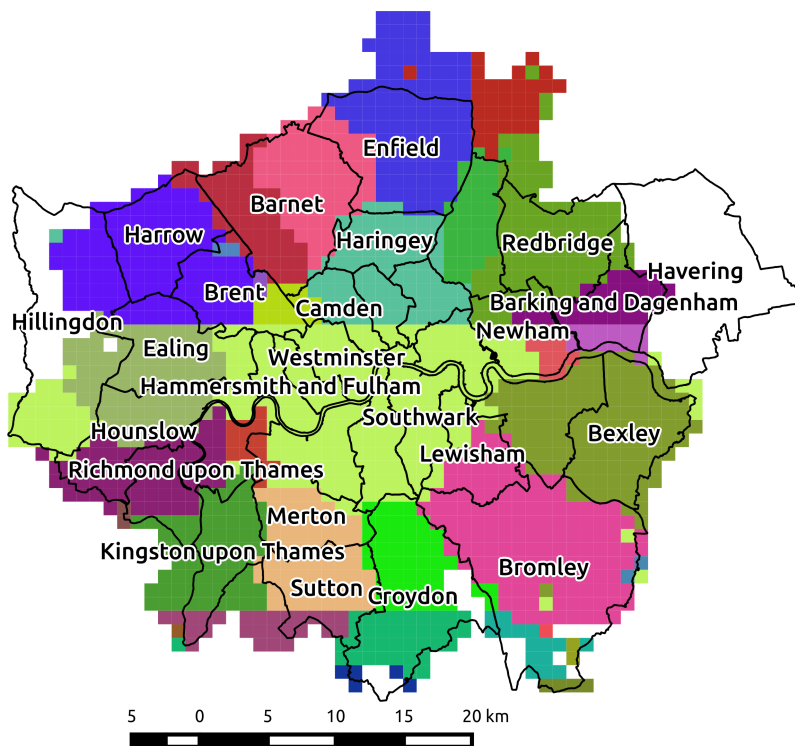 Enfield
Barnet
Harrow
Haringey
Redbridge
Havering
Brent
Camden
Barking and Dagenham
Hillingdon
Newham
Ealing
Westminster
Hammersmith and Fulham
Southwark
Hounslow
Bexley
Lewisham
Richmond upon Thames
Merton
Kingston upon Thames
Bromley
Sutton
Croydon
5 0 5 10 15 20 km